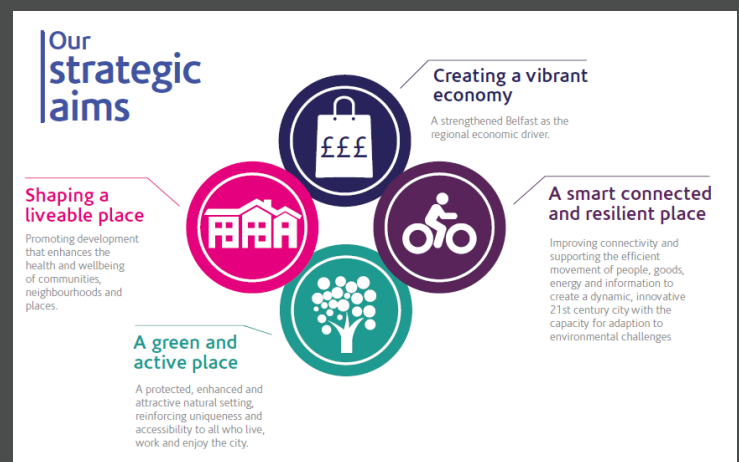 Our
strategic
aims
£££
Creating a vibrant
economy
A strengthened Belfast as the
regional economic driver.
Shaping a
liveable place
Promoting development
that enhances the
health and wellbeing
of communities,
neighbourhoods and
places.
A smart connected
and resilient place
Improving connectivity and
supporting the efficient
movement of people, goods,
energy and information to
create a dynamic, innovative
21st century city with the
capacity for adaption to
environmental challenges
A green and
active place
A protected, enhanced and
attractive natural setting,
reinforcing uniqueness and
accessibility to all who live,
work and enjoy the city.